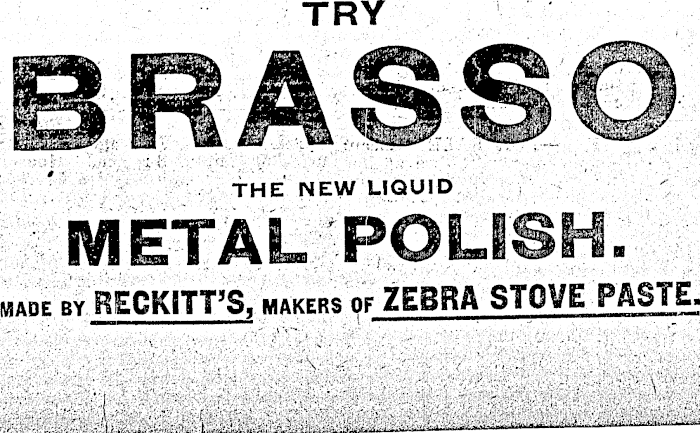 TRY
BRASSO
THE NEW LIQUID
METAL POLISH.
MADE BY RECKITT'S, MAKERS OF ZEBRA STOVE PASTE.